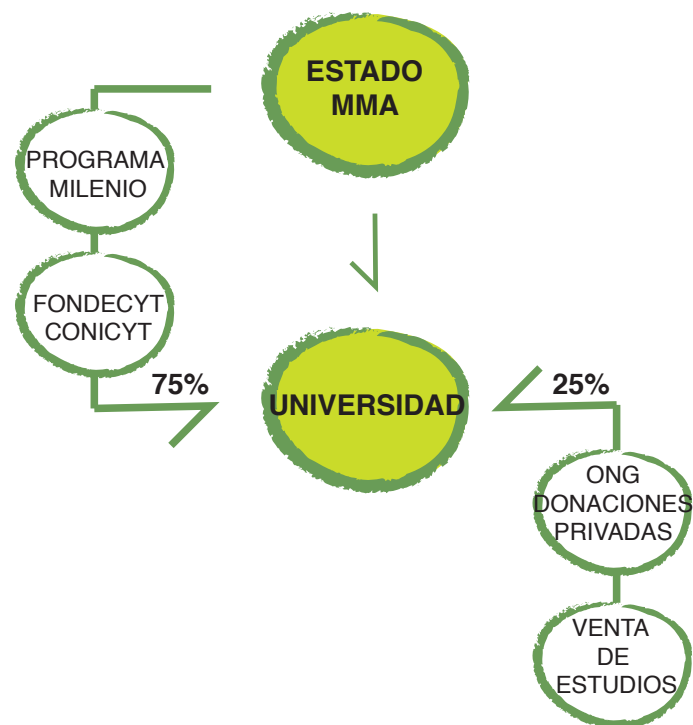 ESTADO
MMA
PROGRAMA
MILENIO
FONDECYT
CONICYT
75%
UNIVERSIDAD
25%
ONG
DONACIONES
PRIVADAS
VENTA
DE
ESTUDIOS